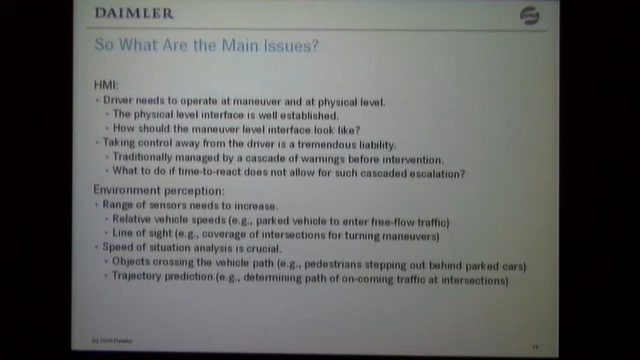 DAIMLER
So What Are the Main Issues?
HMI:
Driver needs to operate at maneuver and at physical level.
The physical level interface is well established.
How should the maneuver level interface look like?
Taking control away from the driver is a tremendous liability.
Traditionally managed by a cascade of warnings before intervention.
What to do if time-to-react does not allow for such cascaded escalation?
Environment perception:
Range of sensors needs to increase.
Relative vehicle speeds (e.g., parked vehicle to enter free-flow traffic)
Line of sight (e.g., coverage of intersections for turning maneuvers)
Speed of situation analysis is crucial.
Objects crossing the vehicle path (e.g., pedestrians stepping out behind parked cars)
Trajectory prediction (e.g., determining path of on-coming traffic at intersections)
Daimler